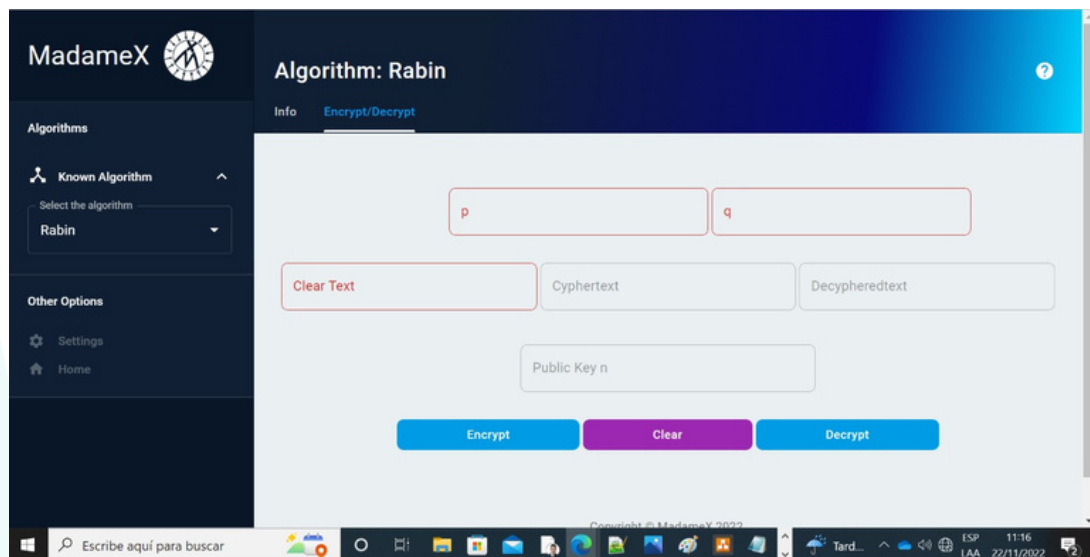 MadameX
Algorithm: Rabin
Info Encrypt/Decrypt
Algorithms
Known Algorithm
Select the algorithm
Rabin
Other Options
Settings
Home
p q
Clear Text Cyphertext Decypheredtext
Public Key n
Encrypt Clear Decrypt
Copyright © MadameX 2022
Escribe aquí para buscar
Tard... ESP 11:16
LAA 22/11/2022